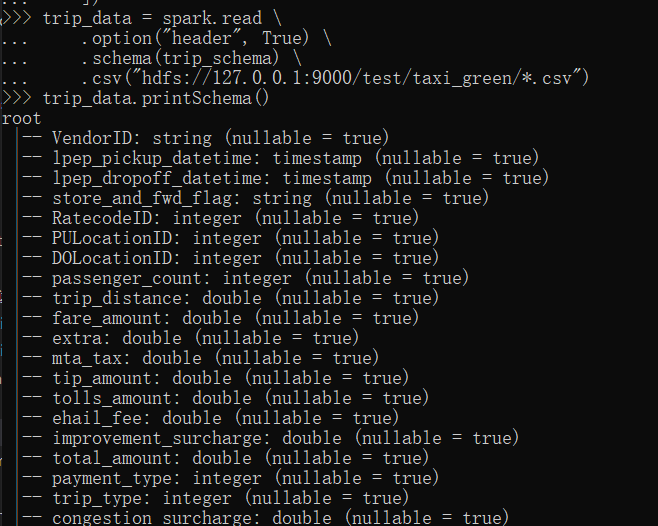 ... ])
>>> trip_data = spark.read \
... .option("header", True) \
... .schema(trip_schema) \
... .csv("hdfs://127.0.0.1:9000/test/taxi_green/*.csv")
>>> trip_data.printSchema()
root
-- VendorID: string (nullable = true)
-- lpep_pickup_datetime: timestamp (nullable = true)
-- lpep_dropoff_datetime: timestamp (nullable = true)
-- store_and_fwd_flag: string (nullable = true)
-- RatecodeID: integer (nullable = true)
-- PULocationID: integer (nullable = true)
-- DOLocationID: integer (nullable = true)
-- passenger_count: integer (nullable = true)
-- trip_distance: double (nullable = true)
-- fare_amount: double (nullable = true)
-- extra: double (nullable = true)
-- mta_tax: double (nullable = true)
-- tip_amount: double (nullable = true)
-- tolls_amount: double (nullable = true)
-- ehail_fee: double (nullable = true)
-- improvement_surcharge: double (nullable = true)
-- total_amount: double (nullable = true)
-- payment_type: integer (nullable = true)
-- trip_type: integer (nullable = true)
-- congestion_surcharge: double (nullable = true)